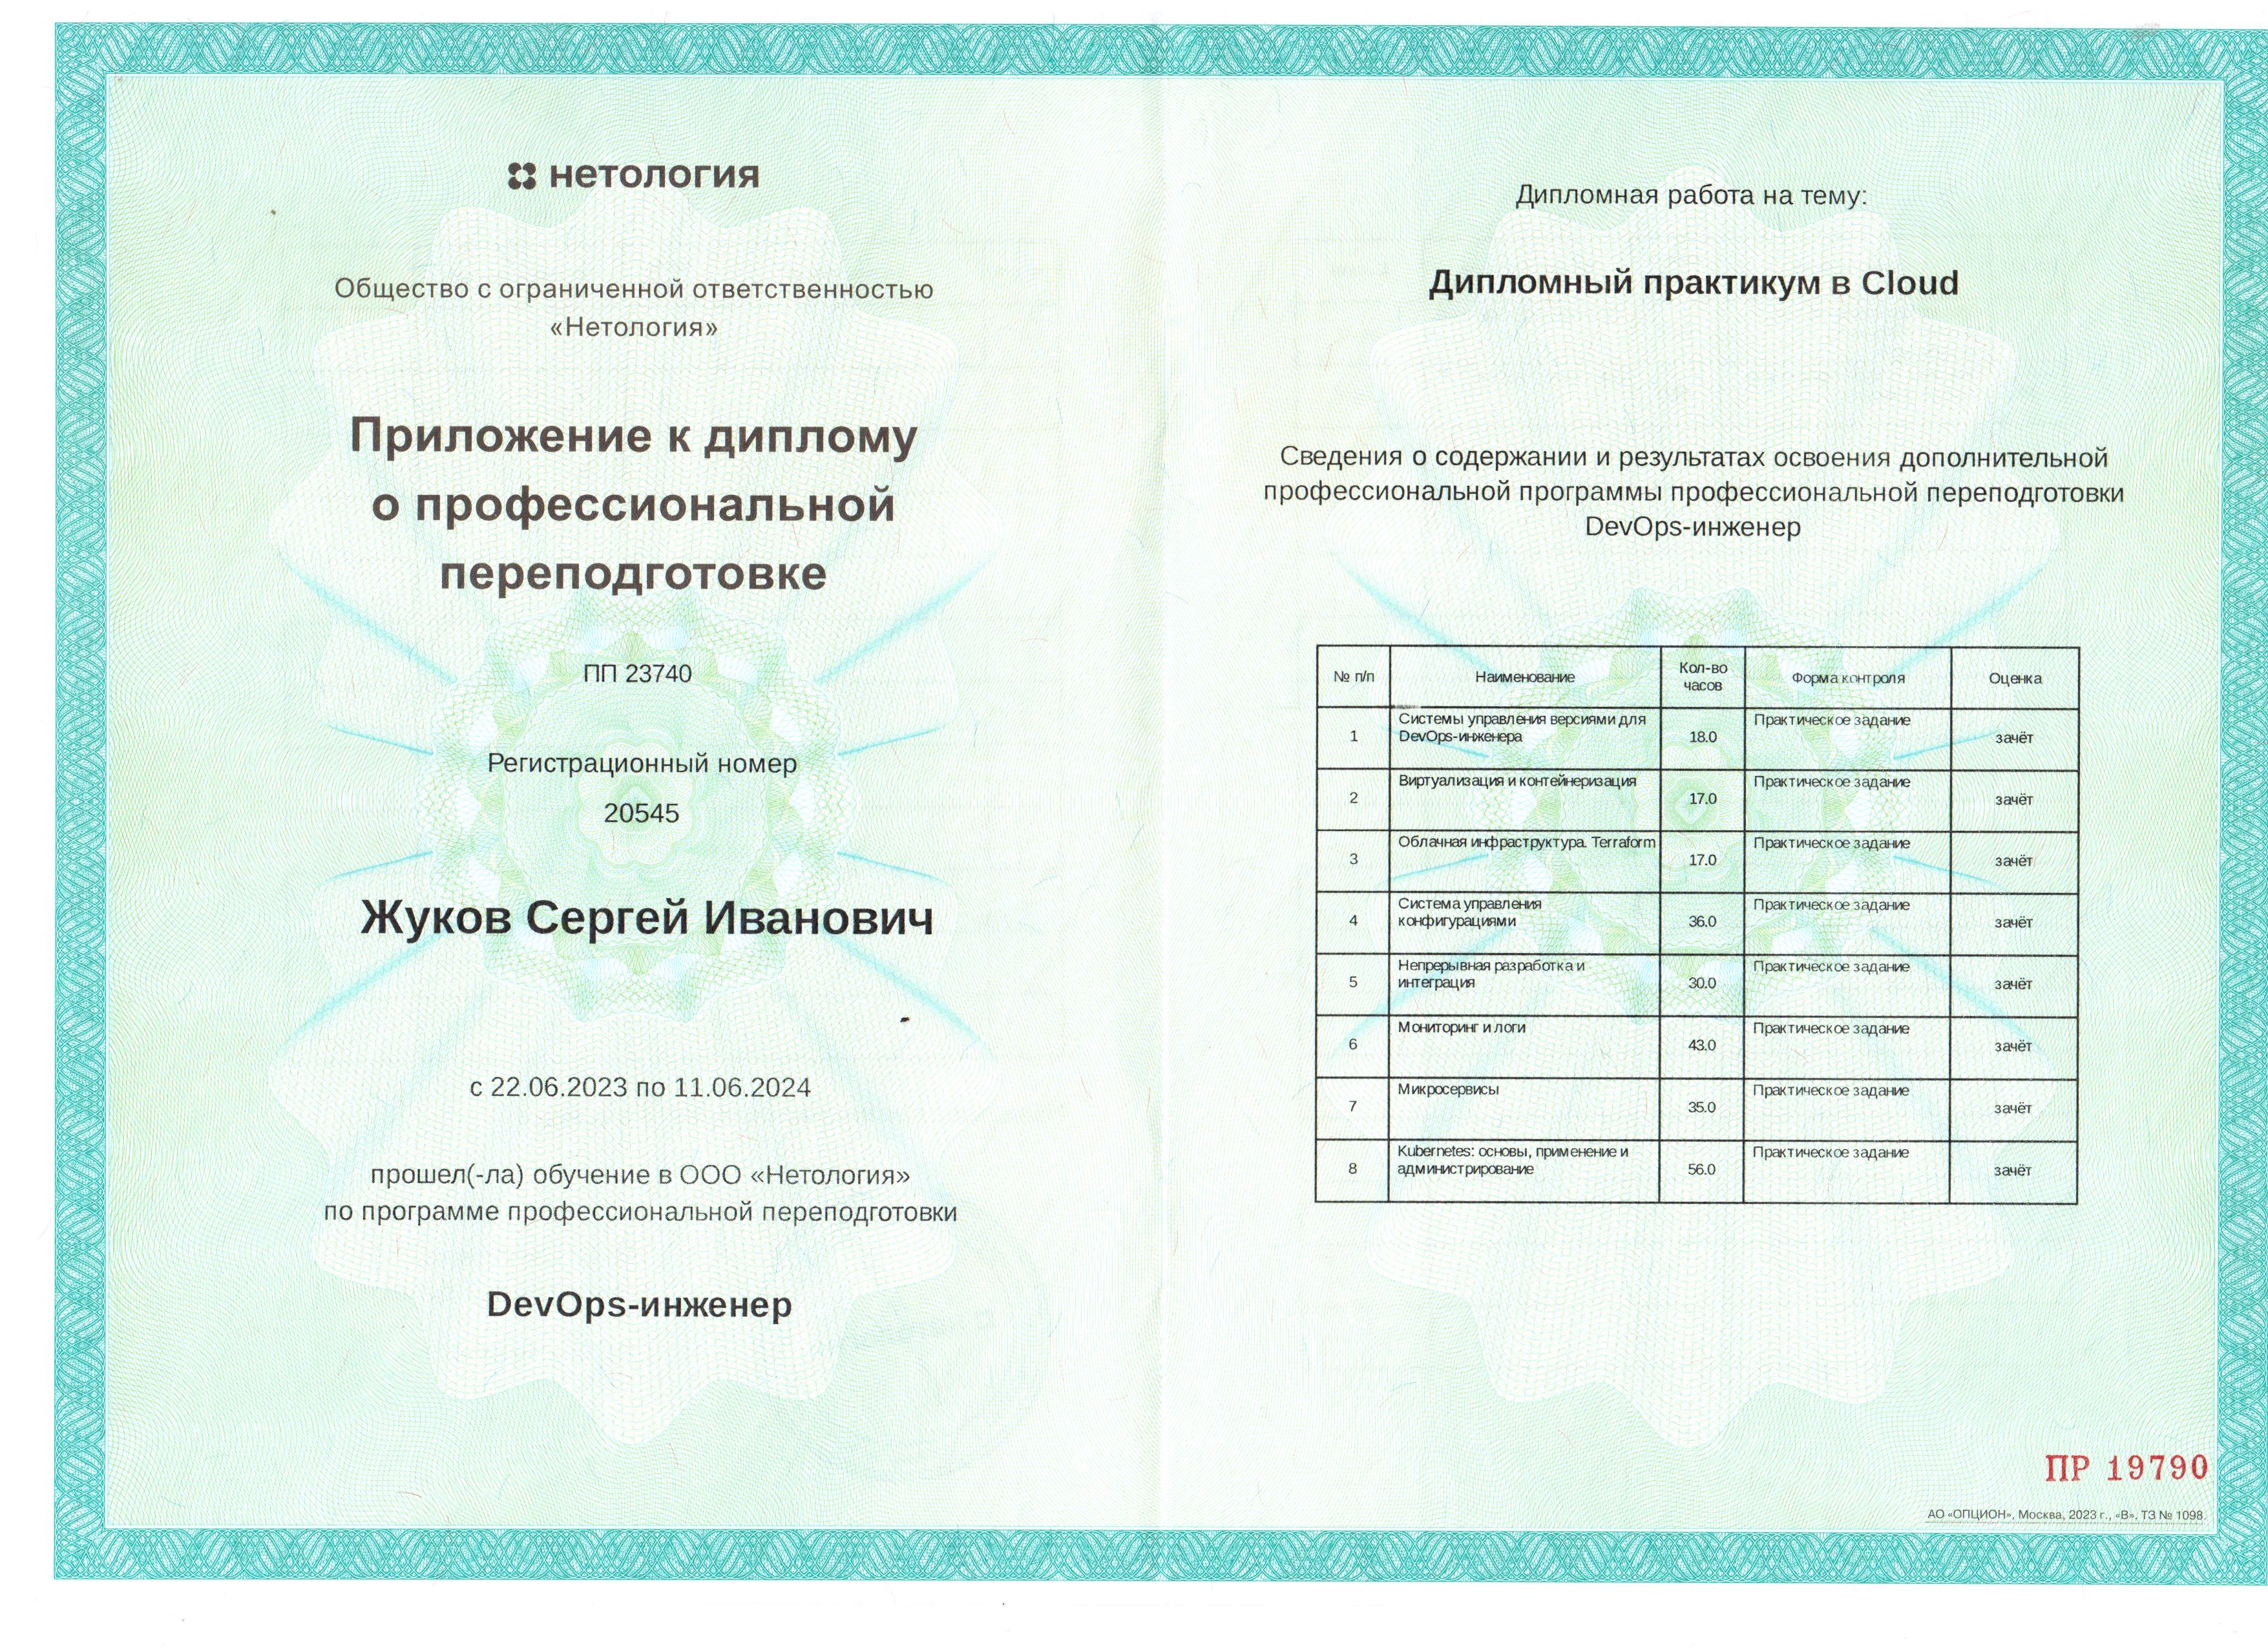 нетология
Общество с ограниченной ответственностью
«Нетология»
Приложение к диплому
о профессиональной
переподготовке
ПП 23740
Регистрационный номер
20545
Жуков Сергей Иванович
с 22.06.2023 по 11.06.2024
прошел(-ла) обучение в ООО «Нетология»
по программе профессиональной переподготовки
DevOps-инженер
Дипломная работа на тему:
Дипломный практикум в Cloud
Сведения о содержании и результатах освоения дополнительной
профессиональной программы профессиональной переподготовки
DevOps-инженер
№ п/п Наименование Кол-во часов Форма контроля Оценка
1 Системы управления версиями для DevOps-инженера 18.0 Практическое задание зачёт
2 Виртуализация и контейнеризация 17.0 Практическое задание зачёт
3 Облачная инфраструктура. Terraform 17.0 Практическое задание зачёт
4 Система управления конфигурациями 36.0 Практическое задание зачёт
5 Непрерывная разработка и интеграция 30.0 Практическое задание зачёт
6 Мониторинг и логи 43.0 Практическое задание зачёт
7 Микросервисы 35.0 Практическое задание зачёт
8 Kubernetes: основы, применение и администрирование 56.0 Практическое задание зачёт
ПР 19790
АО «ОПЦИОН», Москва, 2023 г., «В». ТЗ № 1098.